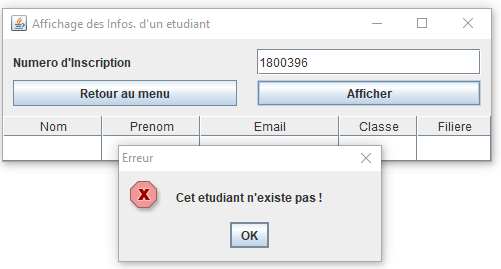 Affichage des Infos. d'un etudiant
Numero d'Inscription 1800396
Retour au menu Afficher
Nom Prenom Email Classe Filiere
Erreur
Cet etudiant n'existe pas !
OK